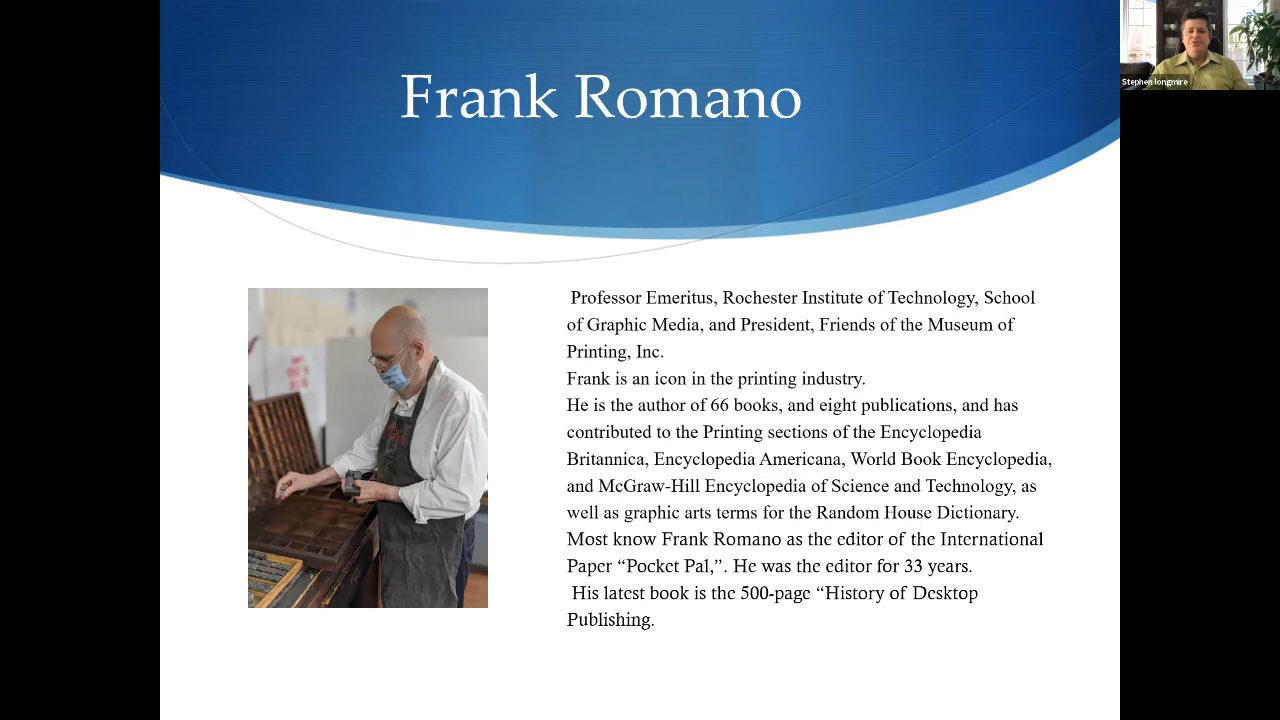 Frank Romano
Stephen longmire
Professor Emeritus, Rochester Institute of Technology, School
of Graphic Media, and President, Friends of the Museum of
Printing, Inc.
Frank is an icon in the printing industry.
He is the author of 66 books, and eight publications, and has
contributed to the Printing sections of the Encyclopedia
Britannica, Encyclopedia Americana, World Book Encyclopedia,
and McGraw-Hill Encyclopedia of Science and Technology, as
well as graphic arts terms for the Random House Dictionary.
Most know Frank Romano as the editor of the International
Paper “Pocket Pal,”. He was the editor for 33 years.
His latest book is the 500-page “History of Desktop
Publishing.